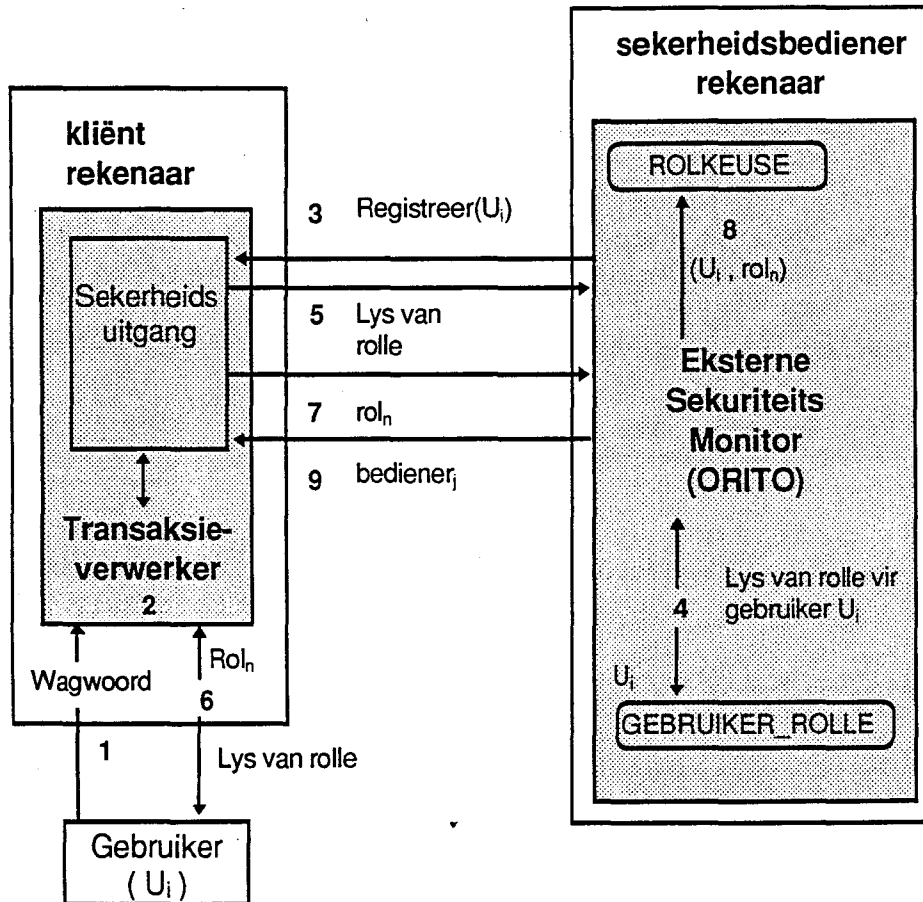 sekerheidsbediener
rekenaar
kliënt
rekenaar
ROLKEUSE
3 Registreer(Uᵢ)
8
(Uᵢ , rolₙ)
Sekerheids
uitgang
5 Lys van
rolle
Eksterne
Sekuriteits
Monitor
(ORITO)
7 rolₙ
9 bedienerⱼ
Transaksie-
verwerker
2
Lys van rolle vir
4 gebruiker Uᵢ
Rolₙ
Wagwoord
6
Uᵢ
GEBRUIKER_ROLLE
1
Lys van rolle
Gebruiker
( Uᵢ )